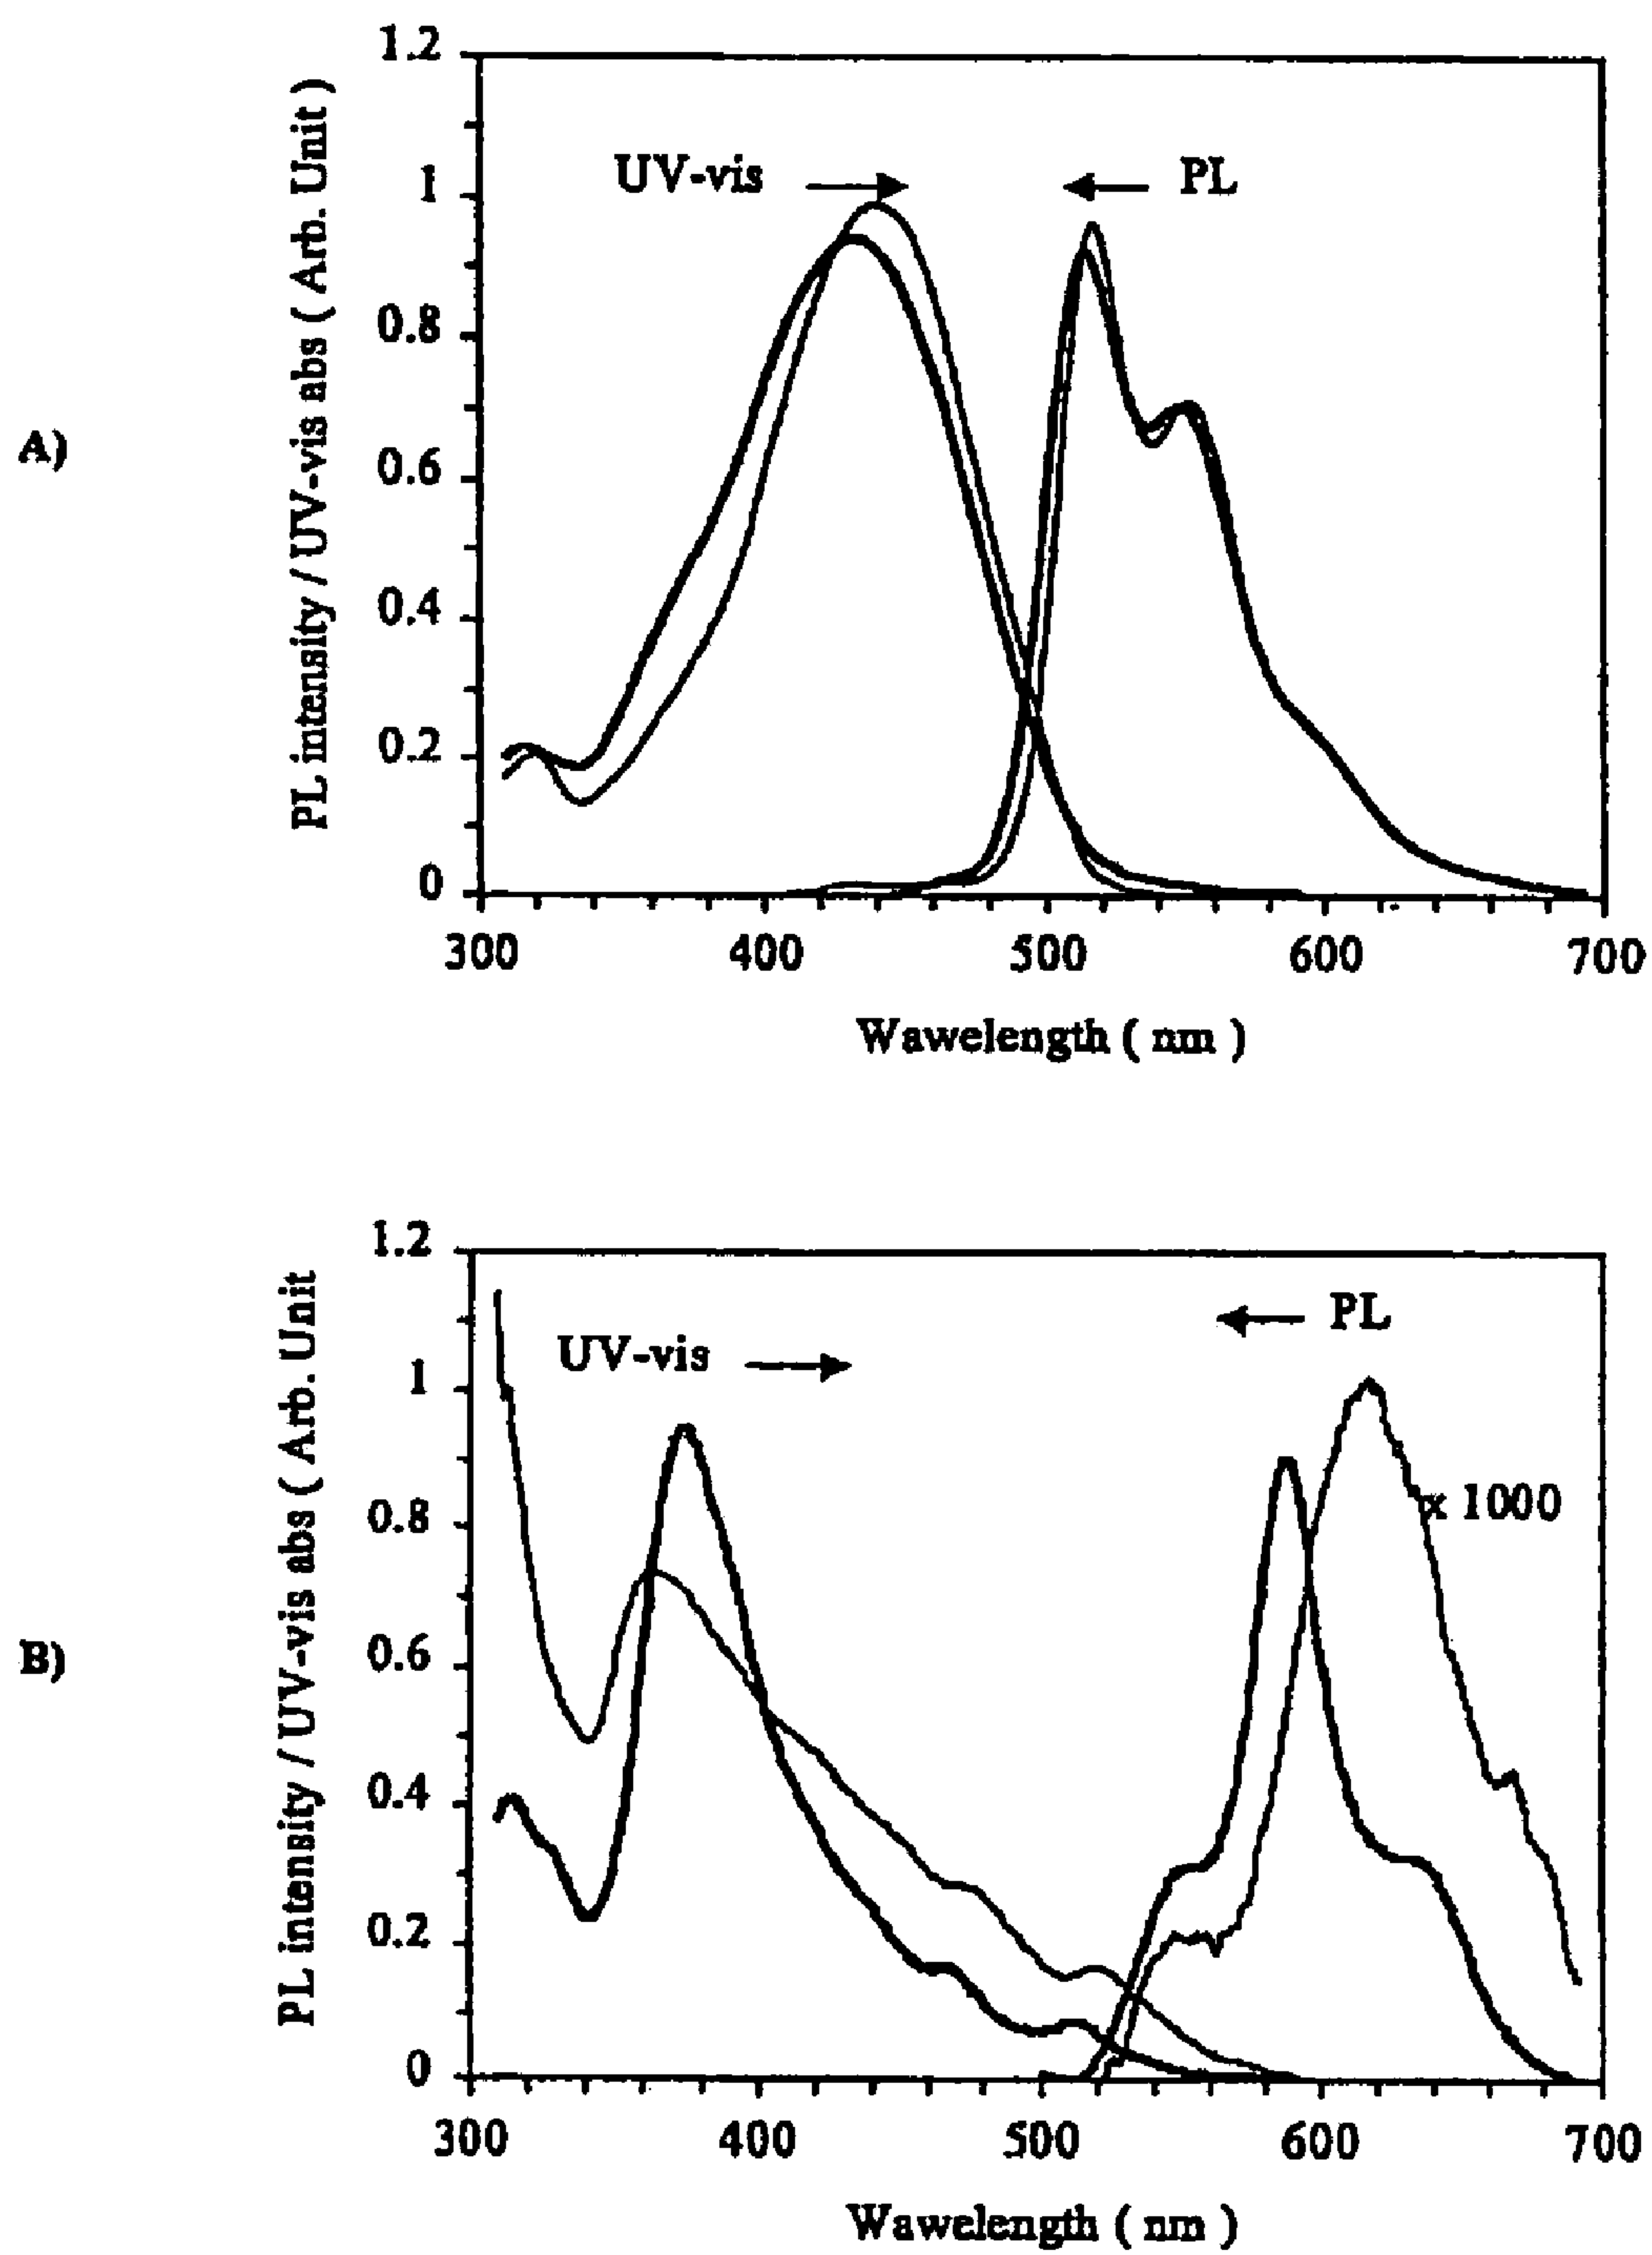 A)
PL intensity / UV-vis abs ( Arb. Unit )
1.2
1
0.8
0.6
0.4
0.2
0
UV-vis
PL
300 400 500 600 700
Wawelength ( nm )
B)
PL intensity / UV-vis abs ( Arb. Unit
1.2
1
0.8
0.6
0.4
0.2
0
UV-vis
PL
x 1000
300 400 500 600 700
Wawelength ( nm )